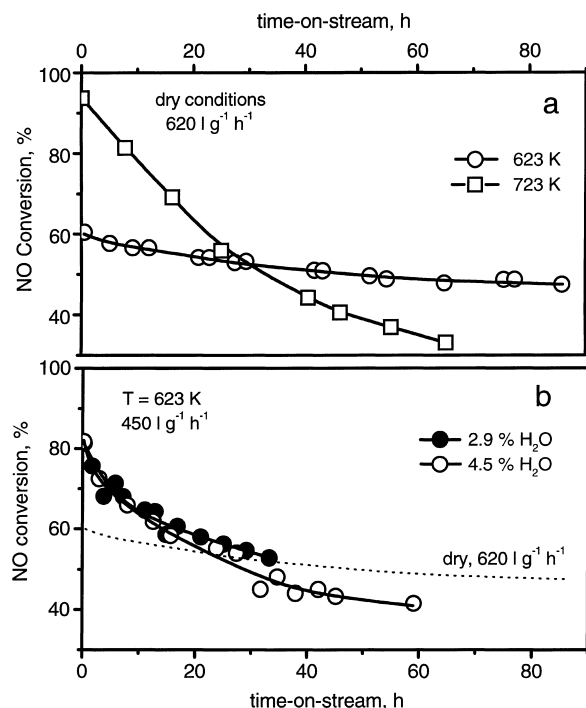 time-on-stream, h
0 20 40 60 80
100
80
60
40
NO Conversion, %
dry conditions
620 l g⁻¹ h⁻¹
a
623 K
723 K
100
80
60
40
NO conversion, %
T = 623 K
450 l g⁻¹ h⁻¹
b
2.9 % H₂O
4.5 % H₂O
dry, 620 l g⁻¹ h⁻¹
0 20 40 60 80
time-on-stream, h